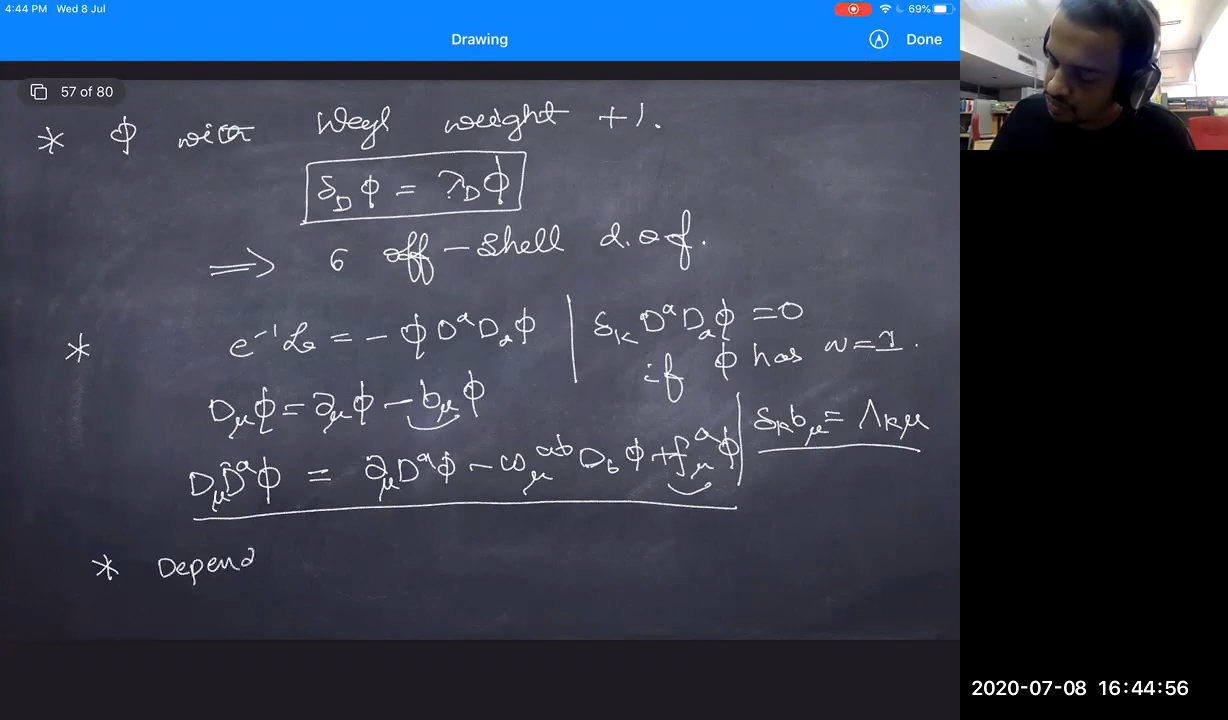 4:44 PM Wed 8 Jul
69%
Drawing
Done
57 of 80
* ϕ with Weyl weight +1.
δ_D ϕ = λ_D ϕ
⟹ 6 off-shell d.o.f.
* e⁻¹ℒ = - ϕ D^a D_a ϕ | δ_K D^a D_a ϕ = 0
if ϕ has w = 1.
D_μ ϕ = ∂_μ ϕ - b_μ ϕ
δ_K b_μ = Λ_{Kμ}
D_μ D^a ϕ = ∂_μ D^a ϕ - ω_μ^{ab} D_b ϕ + f_μ^a ϕ
* Depend
2020-07-08 16:44:56